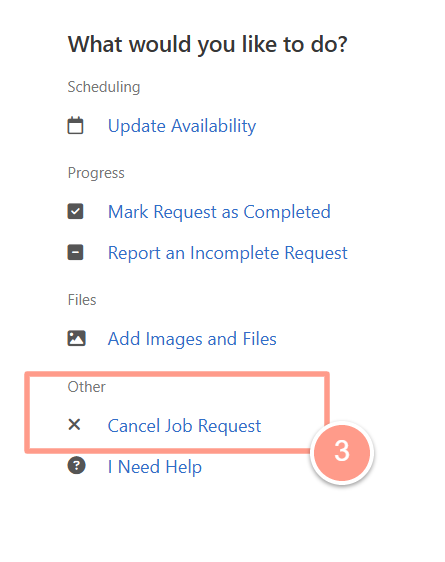 What would you like to do?
Scheduling
Update Availability
Progress
Mark Request as Completed
Report an Incomplete Request
Files
Add Images and Files
Other
Cancel Job Request
3
I Need Help